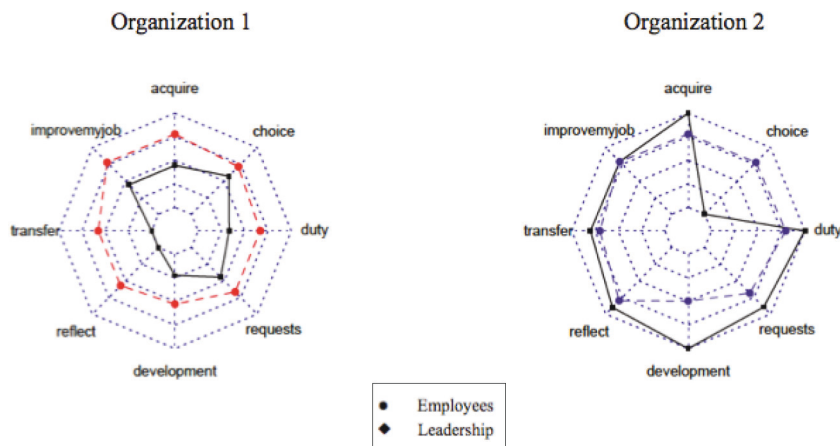 Organization 1
acquire
improvemyjob
choice
transfer
duty
reflect
requests
development
Organization 2
acquire
improvemyjob
choice
transfer
duty
reflect
requests
development
Employees
Leadership